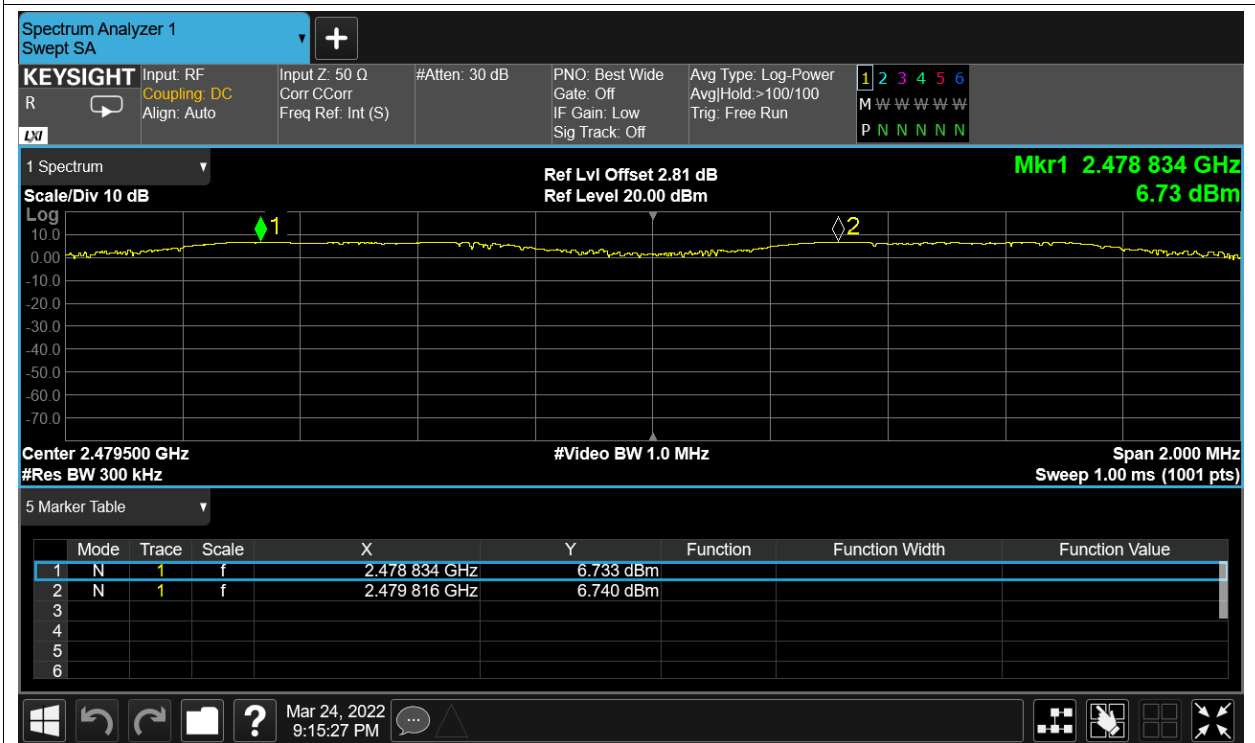 Spectrum Analyzer 1
Swept SA
+
KEYSIGHT Input: RF Input Z: 50 Ω #Atten: 30 dB PNO: Best Wide Avg Type: Log-Power 1 2 3 4 5 6
R Coupling: DC Corr CCorr Gate: Off Avg|Hold:>100/100 M W W W W W
Align: Auto Freq Ref: Int (S) IF Gain: Low Trig: Free Run
LXI Sig Track: Off P N N N N N
1 Spectrum Ref Lvl Offset 2.81 dB Mkr1 2.478 834 GHz
Scale/Div 10 dB Ref Level 20.00 dBm 6.73 dBm
Log
1 2
10.0
0.00
-10.0
-20.0
-30.0
-40.0
-50.0
-60.0
-70.0
Center 2.479500 GHz #Video BW 1.0 MHz Span 2.000 MHz
#Res BW 300 kHz Sweep 1.00 ms (1001 pts)
5 Marker Table
Mode Trace Scale X Y Function Function Width Function Value
1 N 1 f 2.478 834 GHz 6.733 dBm
2 N 1 f 2.479 816 GHz 6.740 dBm
3
4
5
6
? Mar 24, 2022
9:15:27 PM